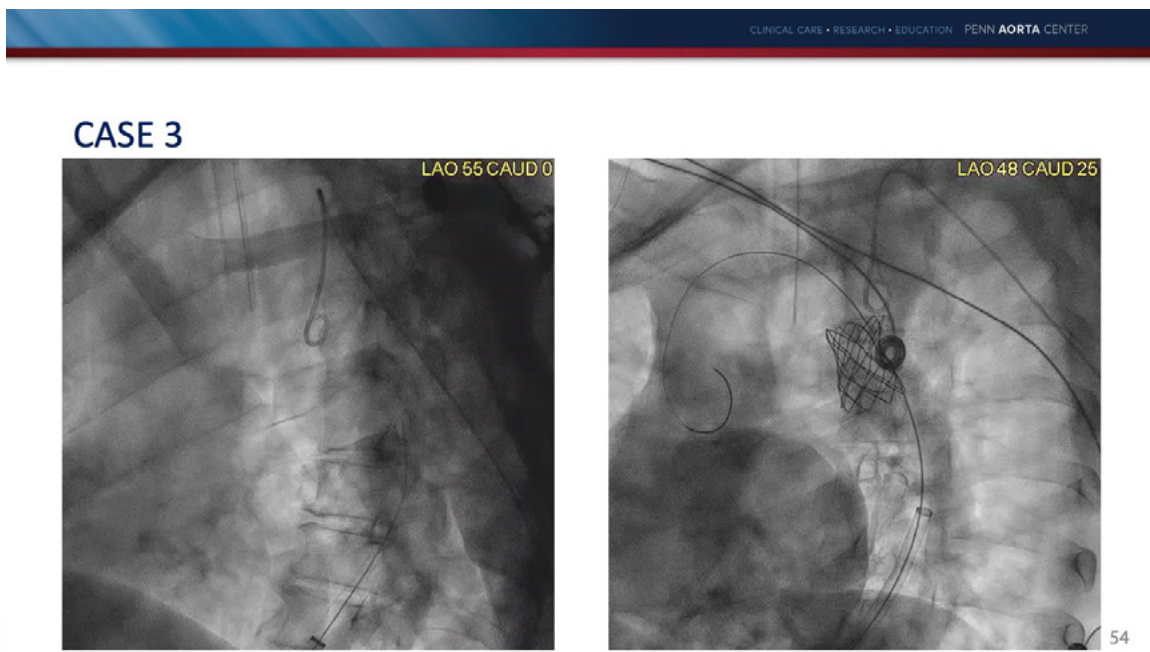 CLINICAL CARE • RESEARCH • EDUCATION PENN AORTA CENTER
CASE 3
LAO 55 CAUD 0
LAO 48 CAUD 25
54